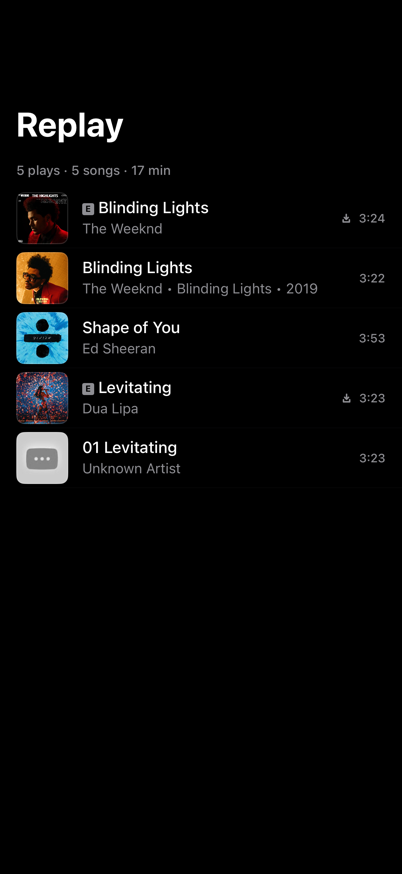 Replay
5 plays · 5 songs · 17 min
E Blinding Lights
The Weeknd
3:24
Blinding Lights
The Weeknd • Blinding Lights • 2019
3:22
Shape of You
Ed Sheeran
3:53
E Levitating
Dua Lipa
3:23
01 Levitating
Unknown Artist
3:23